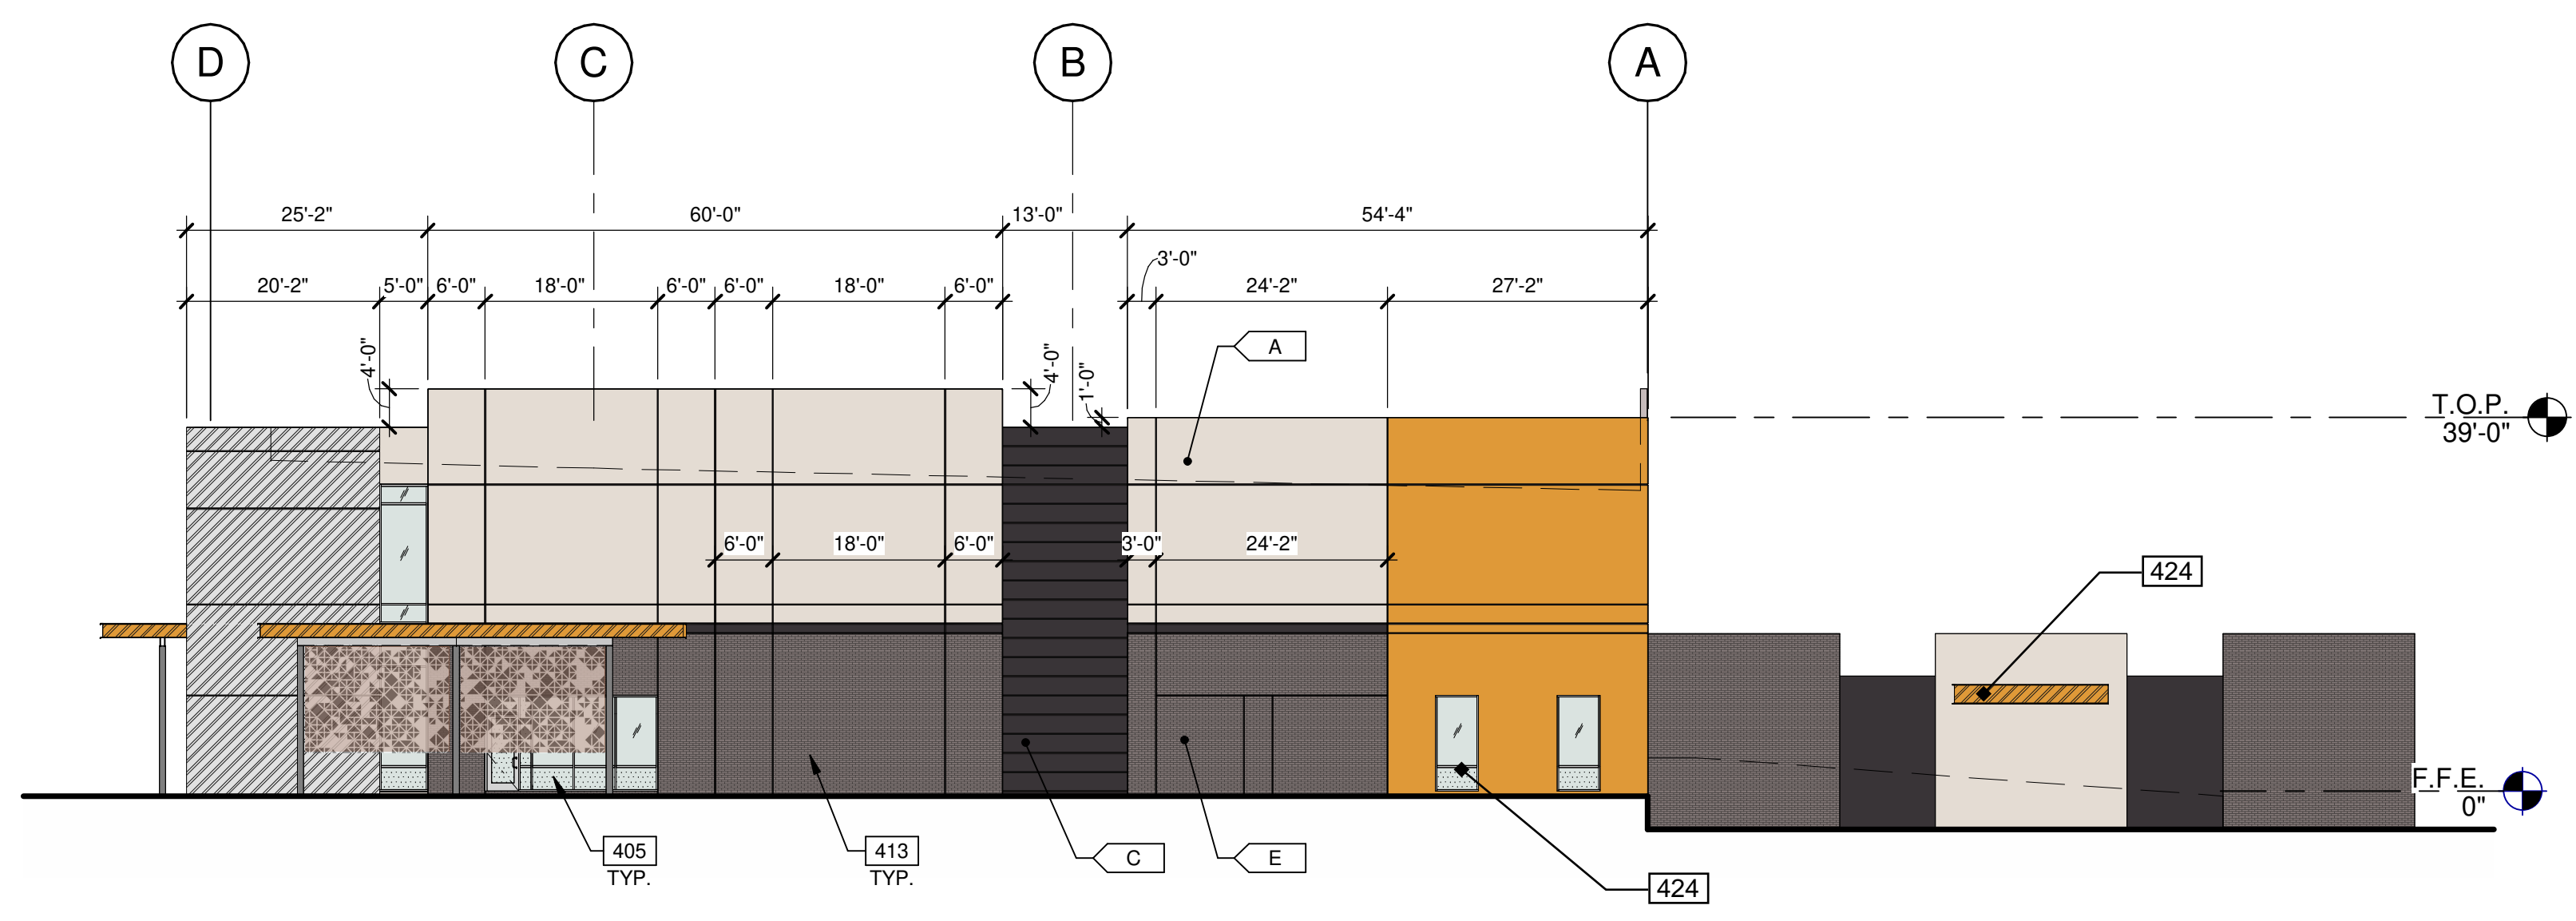 D
C
B
A
25'-2" 60'-0" 13'-0" 54'-4"
3'-0"
20'-2" 5'-0" 6'-0" 18'-0" 6'-0" 6'-0" 18'-0" 6'-0" 24'-2" 27'-2"
4'-0"
4'-0"
1'-0"
A
T.O.P.
39'-0"
6'-0" 18'-0" 6'-0" 3'-0" 24'-2"
424
F.F.E.
0"
405
TYP.
413
TYP.
C
E
424